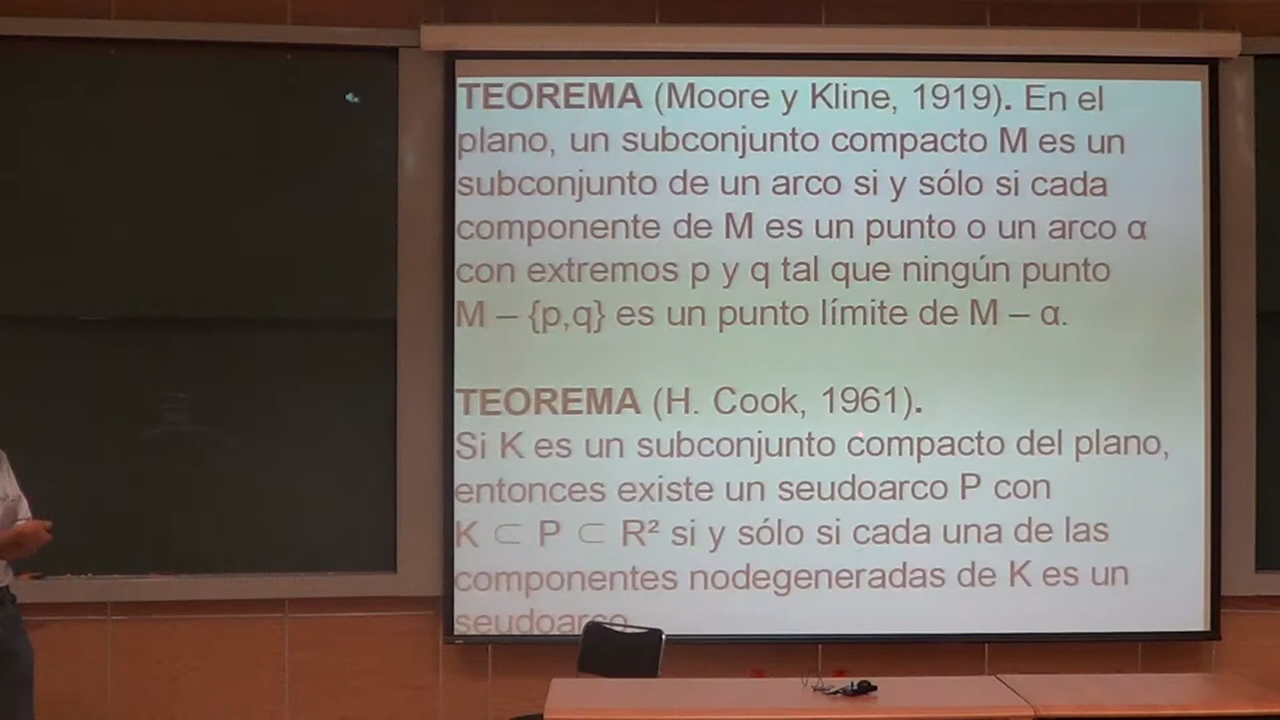 TEOREMA (Moore y Kline, 1919). En el
plano, un subconjunto compacto M es un
subconjunto de un arco si y sólo si cada
componente de M es un punto o un arco α
con extremos p y q tal que ningún punto
M – {p,q} es un punto límite de M – α.
TEOREMA (H. Cook, 1961).
Si K es un subconjunto compacto del plano,
entonces existe un seudoarco P con
K ⊂ P ⊂ R² si y sólo si cada una de las
componentes nodegeneradas de K es un
seudoarco